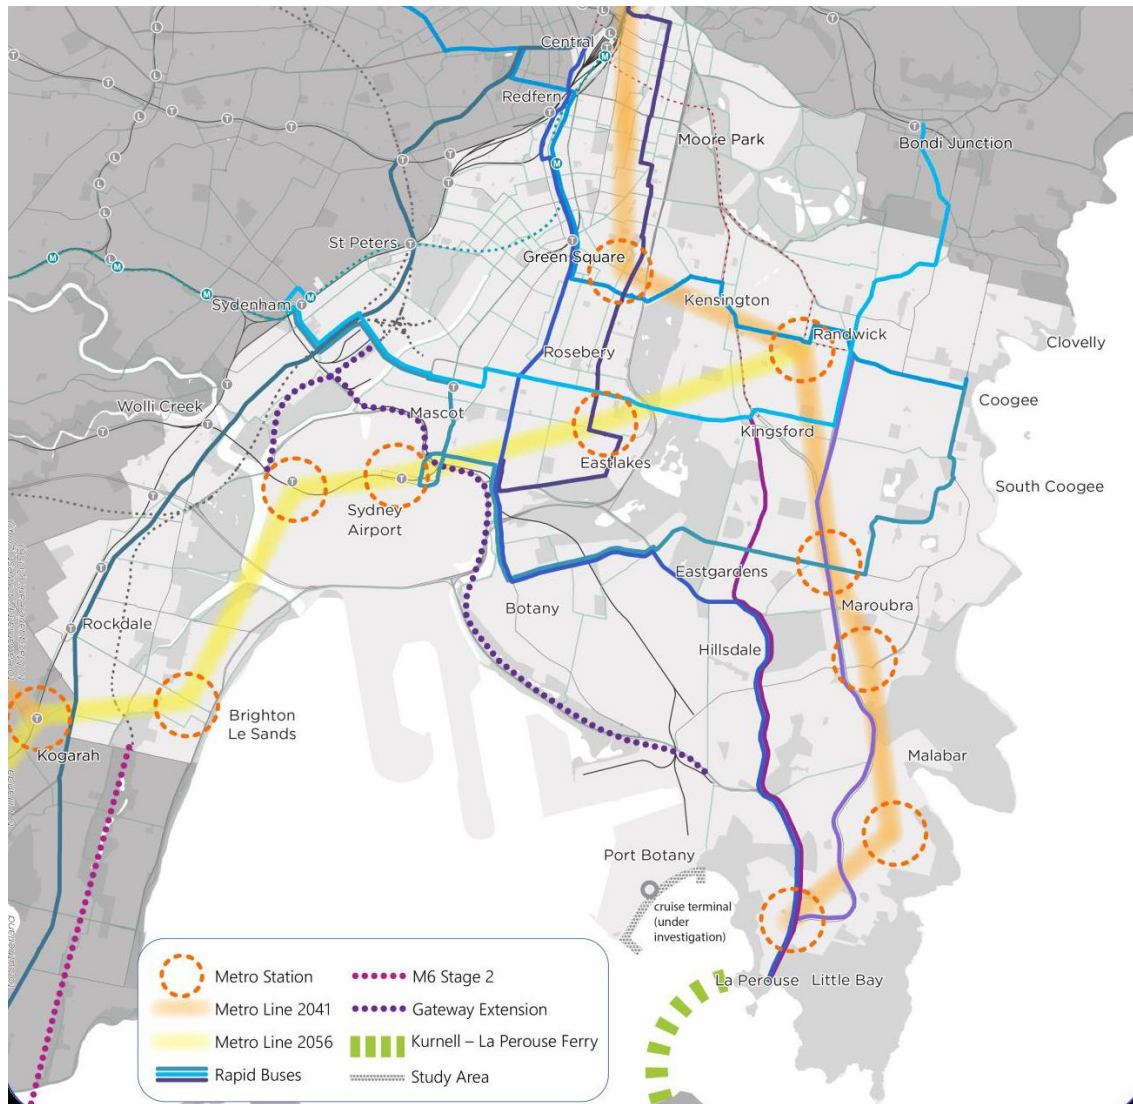 Central
Redfern
Moore Park
Bondi Junction
St Peters
Green Square
Sydenham
Kensington
Randwick
Clovelly
Rosebery
Wolli Creek
Mascot
Coogee
Kingsford
Eastlakes
South Coogee
Sydney
Airport
Eastgardens
Botany
Maroubra
Rockdale
Hillsdale
Brighton
Le Sands
Kogarah
Malabar
Port Botany
cruise terminal
(under
investigation)
La Perouse
Little Bay
Metro Station
Metro Line 2041
Metro Line 2056
Rapid Buses
M6 Stage 2
Gateway Extension
Kurnell – La Perouse Ferry
Study Area